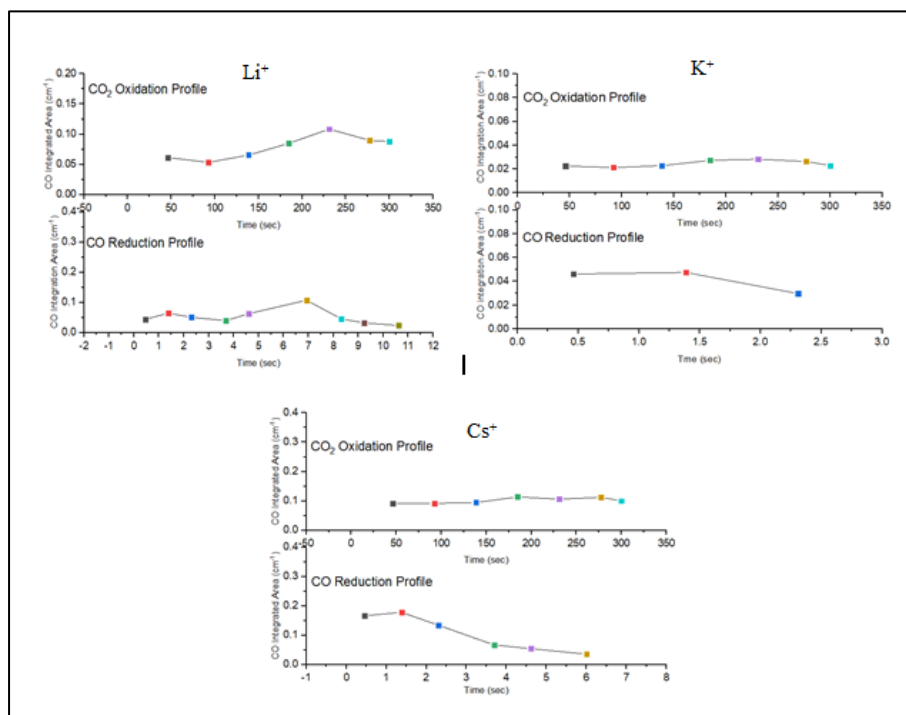 Li⁺
CO₂ Oxidation Profile
CO Integrated Area (cm⁻¹)
0.20
0.15
0.10
0.05
0.00
-50 0 50 100 150 200 250 300 350
Time (sec)
CO Reduction Profile
CO Integrated Area (cm⁻¹)
0.4
0.3
0.2
0.1
0.0
-2 -1 0 1 2 3 4 5 6 7 8 9 10 11 12
Time (sec)
K⁺
CO₂ Oxidation Profile
CO Integration Area (cm⁻¹)
0.10
0.08
0.06
0.04
0.02
0.00
0 50 100 150 200 250 300 350
Time (sec)
CO Reduction Profile
CO Integration Area (cm⁻¹)
0.10
0.08
0.06
0.04
0.02
0.00
0.0 0.5 1.0 1.5 2.0 2.5 3.0
Tme (sec)
Cs⁺
CO₂ Oxidation Profile
CO Integrated Area (cm⁻¹)
0.4
0.3
0.2
0.1
0.0
-50 0 50 100 150 200 250 300 350
Time (sec)
CO Reduction Profile
CO Integrated Area (cm⁻¹)
0.4
0.3
0.2
0.1
0.0
-1 0 1 2 3 4 5 6 7 8
Time (sec)